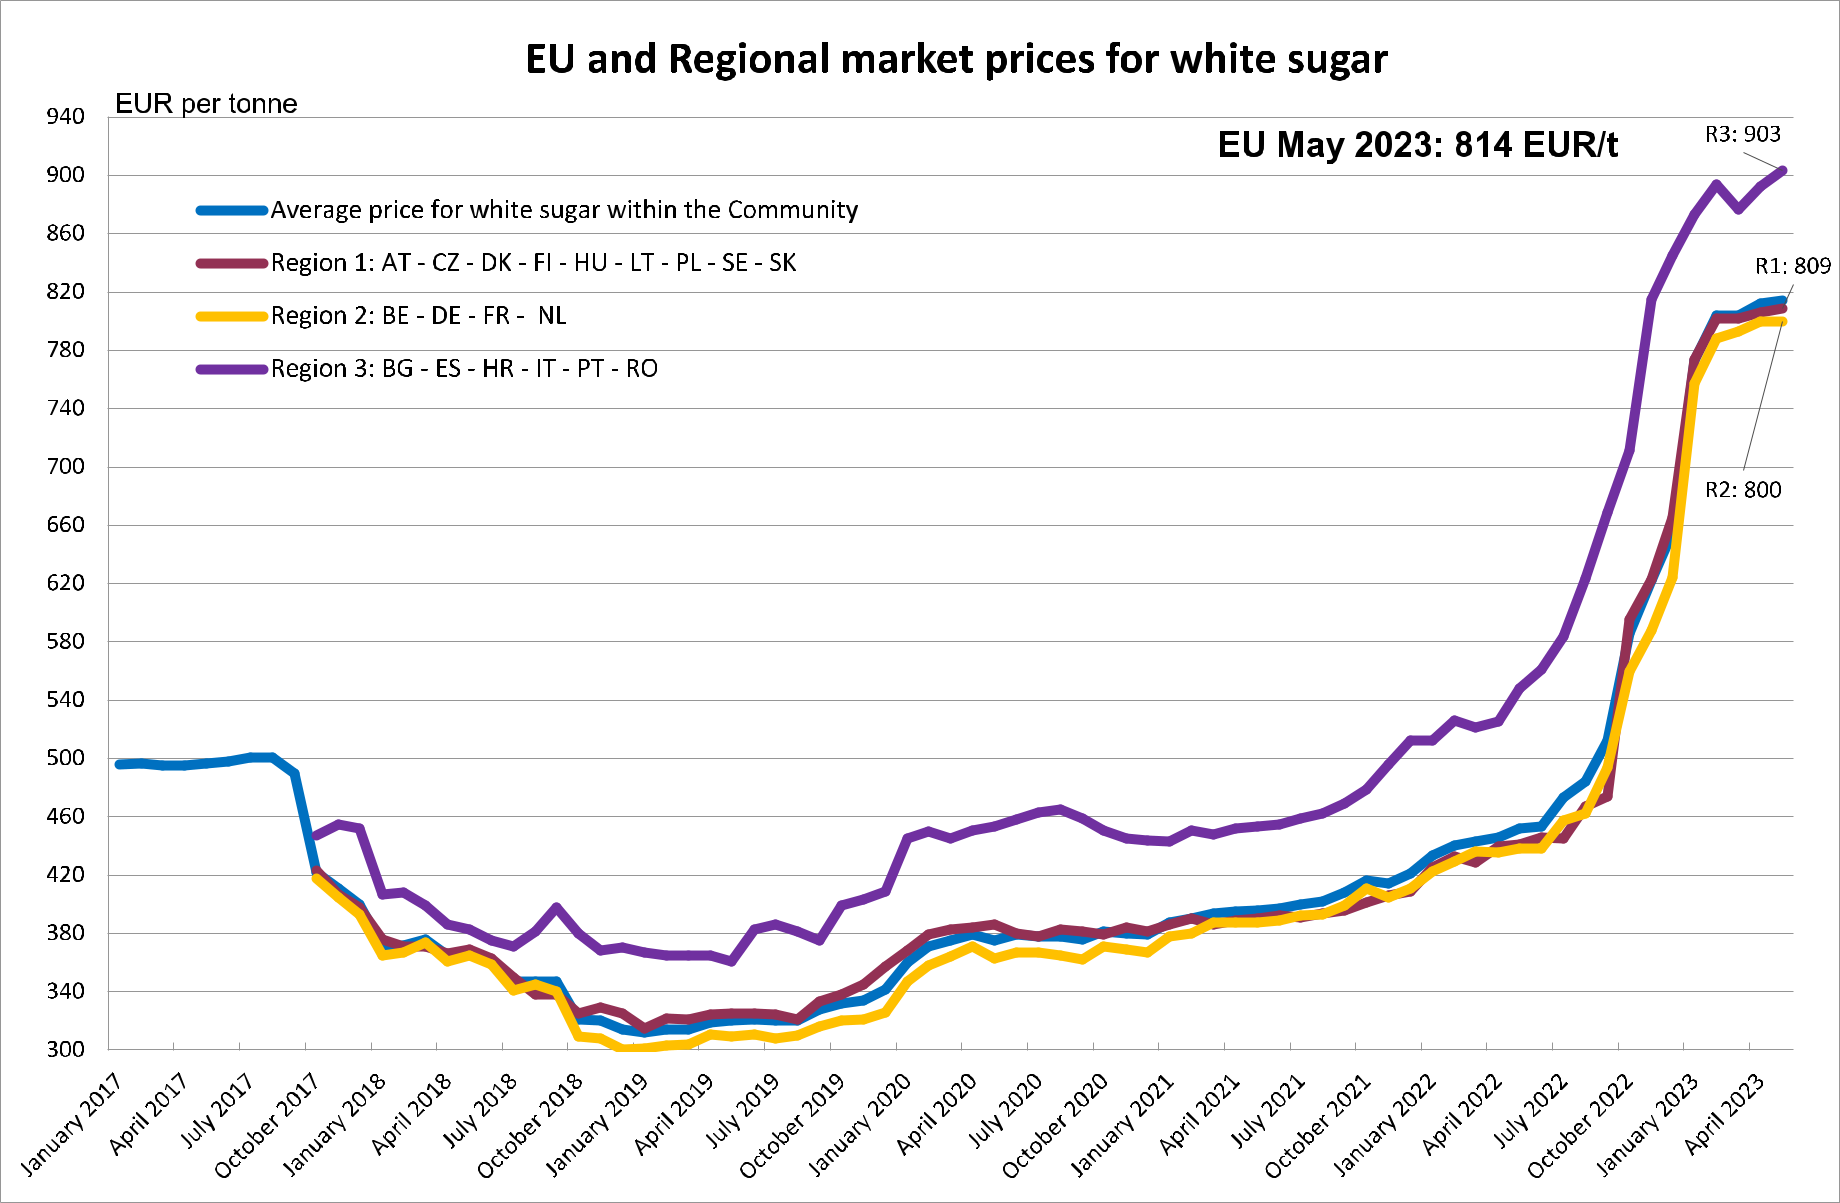 EU and Regional market prices for white sugar
EUR per tonne
EU May 2023: 814 EUR/t
R3: 903
R1: 809
R2: 800
Average price for white sugar within the Community
Region 1: AT - CZ - DK - FI - HU - LT - PL - SE - SK
Region 2: BE - DE - FR -  NL
Region 3: BG - ES - HR - IT - PT - RO
940
900
860
820
780
740
700
660
620
580
540
500
460
420
380
340
300
January 2017
April 2017
July 2017
October 2017
January 2018
April 2018
July 2018
October 2018
January 2019
April 2019
July 2019
October 2019
January 2020
April 2020
July 2020
October 2020
January 2021
April 2021
July 2021
October 2021
January 2022
April 2022
July 2022
October 2022
January 2023
April 2023